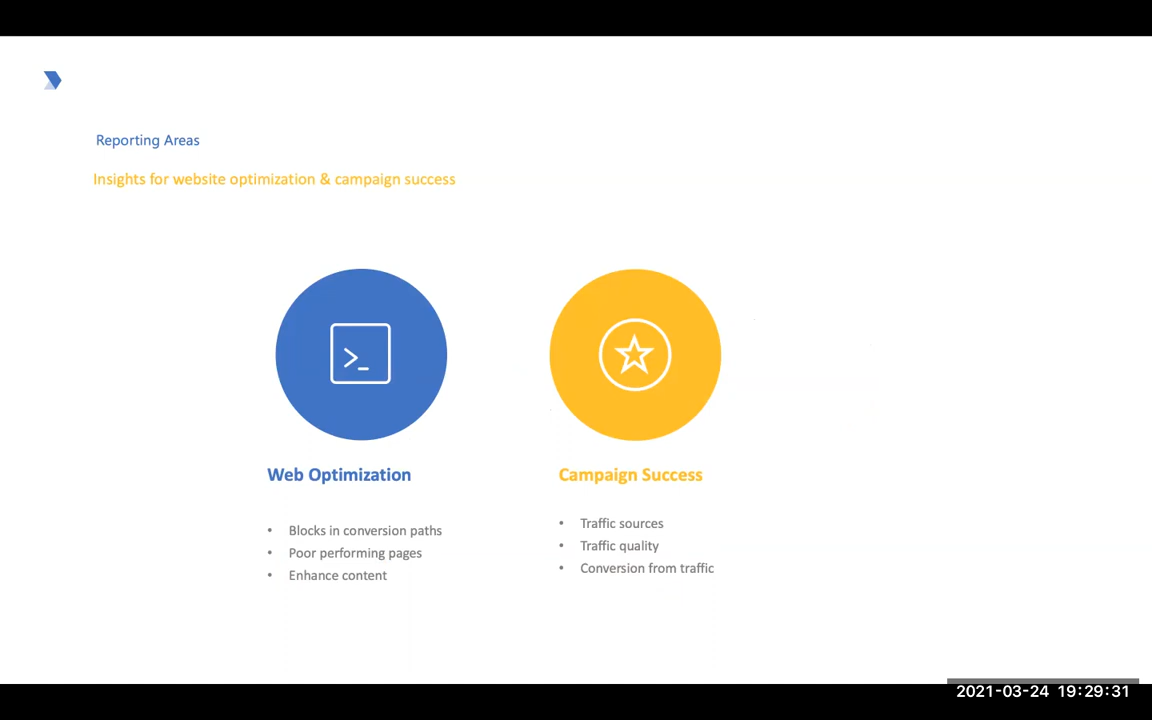 Reporting Areas
Insights for website optimization & campaign success
Web Optimization
• Blocks in conversion paths
• Poor performing pages
• Enhance content
Campaign Success
• Traffic sources
• Traffic quality
• Conversion from traffic
2021-03-24 19:29:31